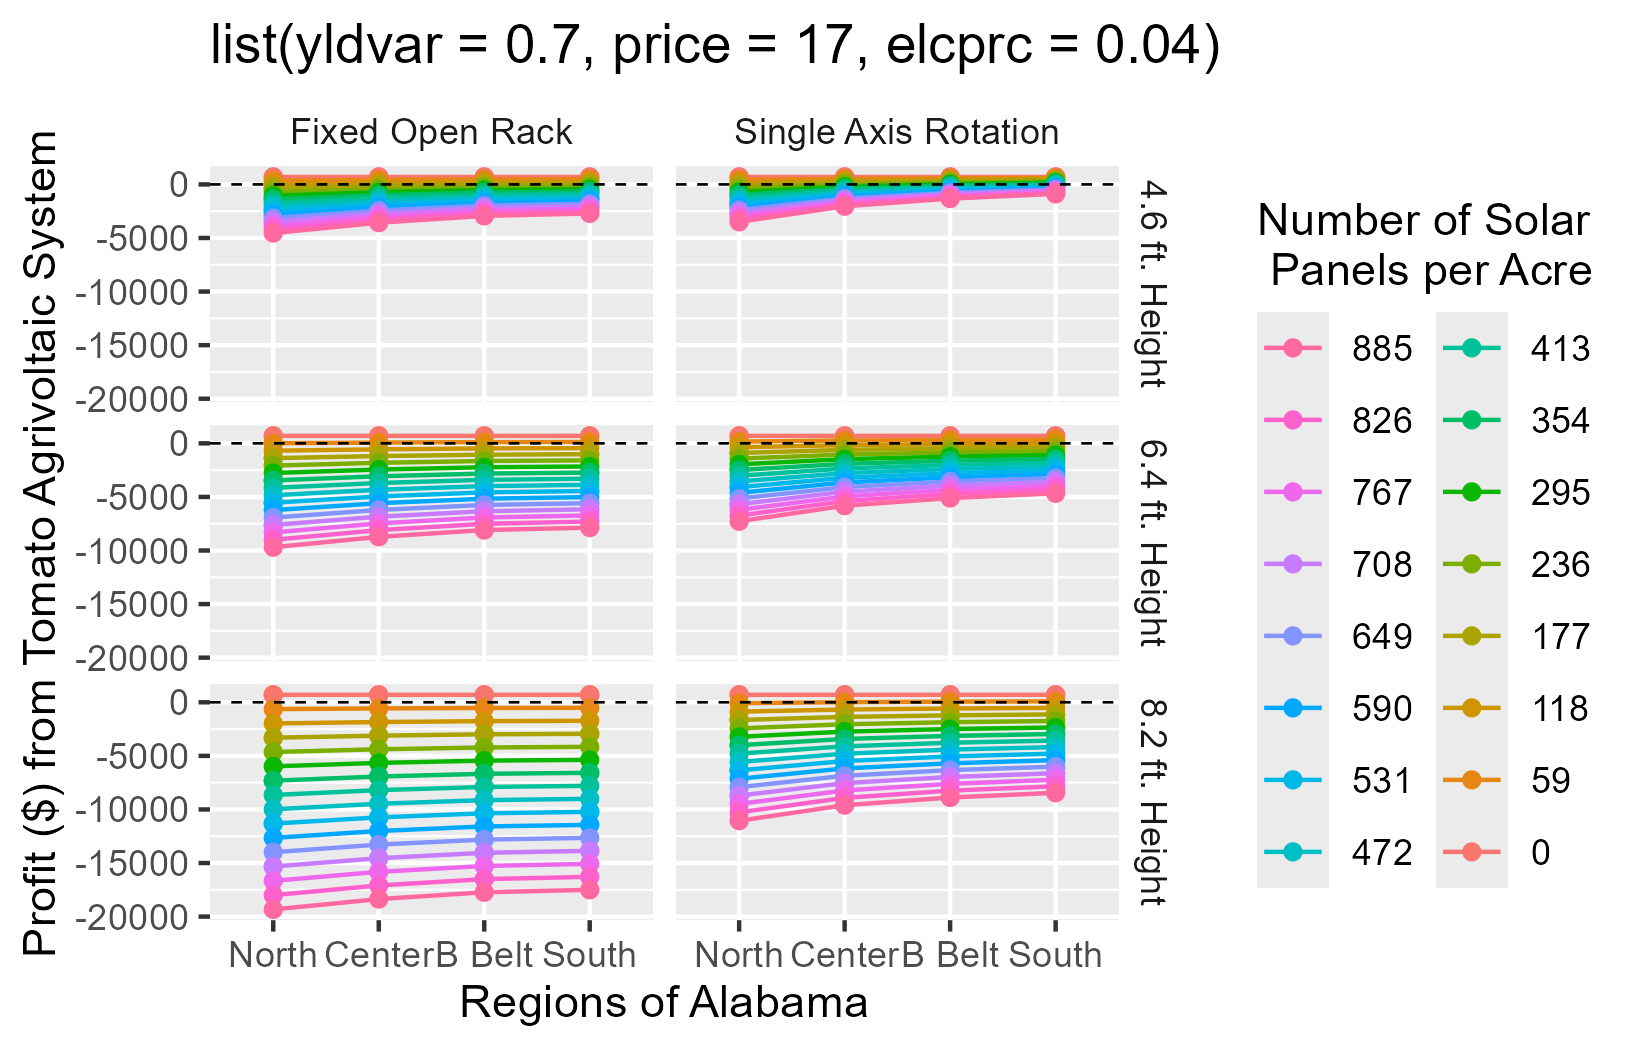 list(yldvar = 0.7, price = 17, elcprc = 0.04)
Fixed Open Rack
Single Axis Rotation
Profit ($) from Tomato Agrivoltaic System
0
-5000
-10000
-15000
-20000
4.6 ft. Height
0
-5000
-10000
-15000
-20000
6.4 ft. Height
0
-5000
-10000
-15000
-20000
8.2 ft. Height
North Center B Belt South
North Center B Belt South
Regions of Alabama
Number of Solar
Panels per Acre
885
826
767
708
649
590
531
472
413
354
295
236
177
118
59
0